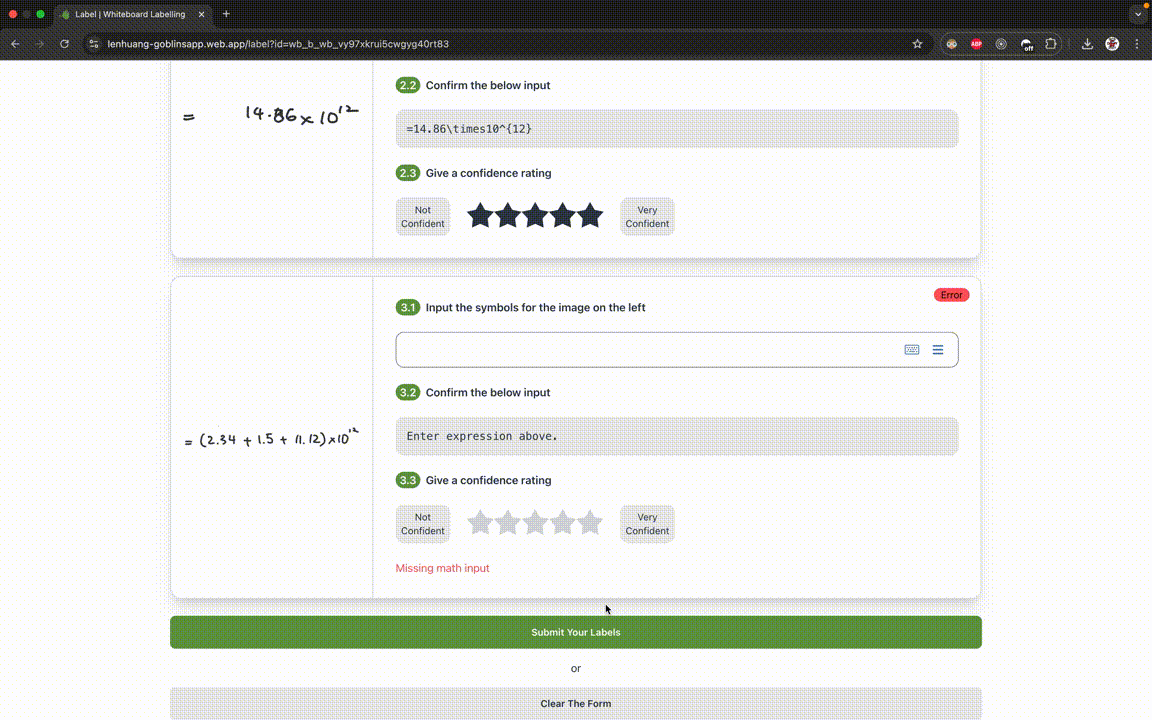 Label | Whiteboard Labelling
lenhuang-goblinsapp.web.app/label?id=wb_b_wb_vy97xkrui5cwgyg40rt83
ABP
off
= 14.86 x 10^12
2.2 Confirm the below input
=14.86\times10^{12}
2.3 Give a confidence rating
Not Confident
Very Confident
Error
3.1 Input the symbols for the image on the left
3.2 Confirm the below input
= (2.34 + 1.5 + 11.12) x 10^12
Enter expression above.
3.3 Give a confidence rating
Not Confident
Very Confident
Missing math input
Submit Your Labels
or
Clear The Form